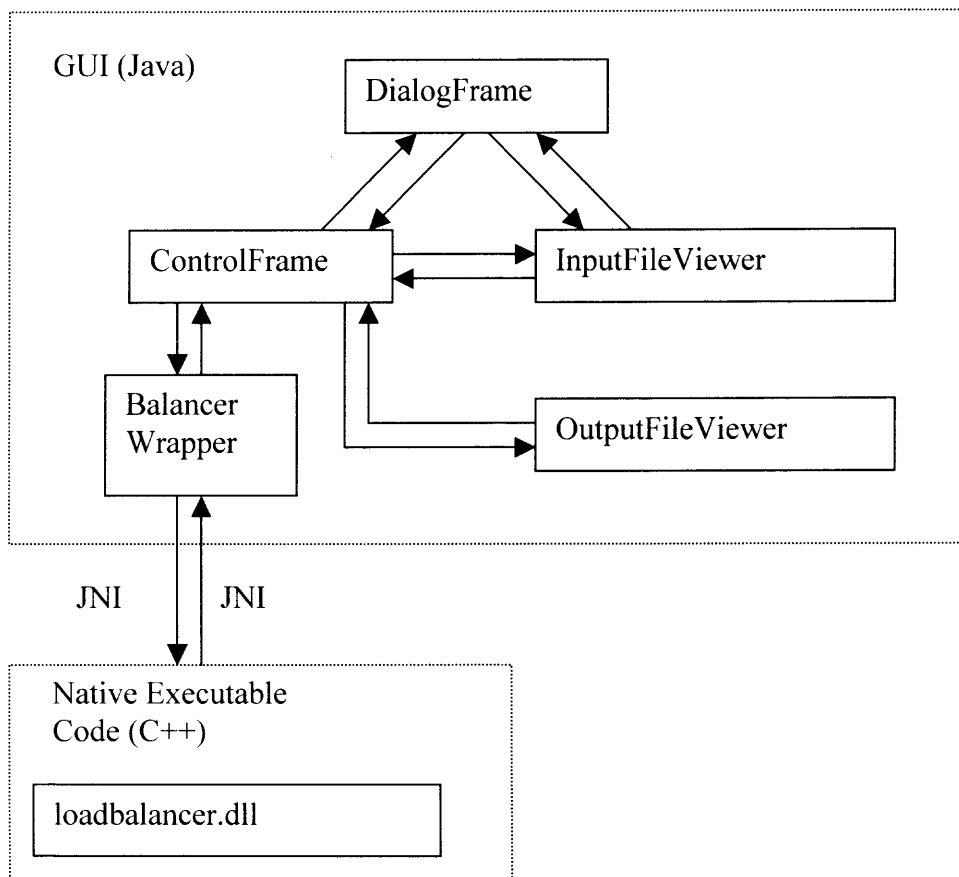 GUI (Java)
DialogFrame
ControlFrame
InputFileViewer
Balancer
Wrapper
OutputFileViewer
JNI
JNI
Native Executable
Code (C++)
loadbalancer.dll